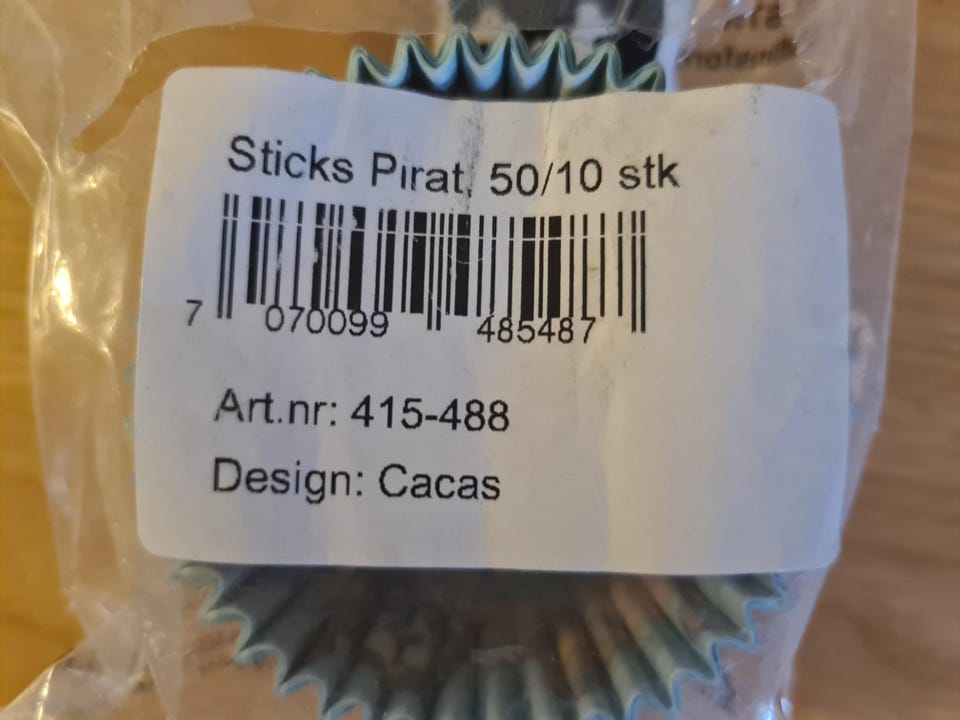 Sticks Pirat, 50/10 stk
7 070099 485487
Art.nr: 415-488
Design: Cacas